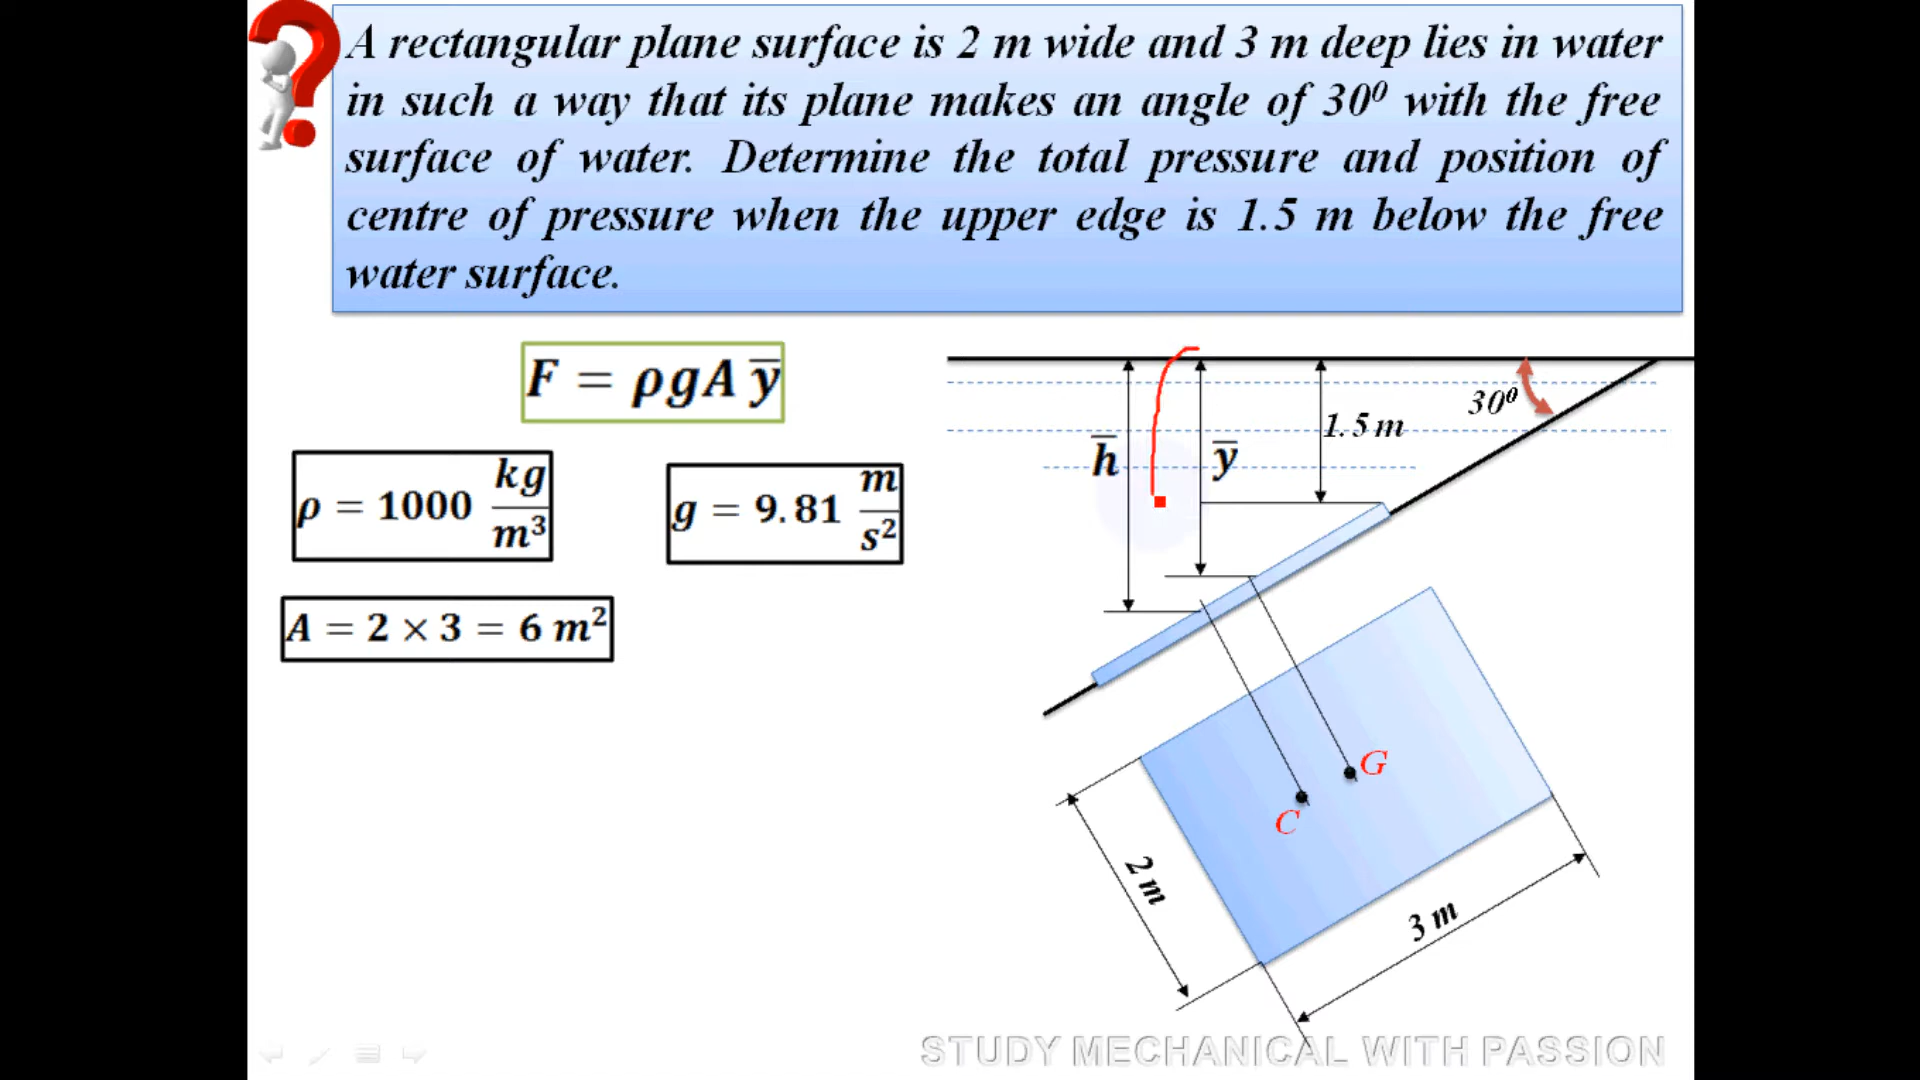 A rectangular plane surface is 2 m wide and 3 m deep lies in water
in such a way that its plane makes an angle of 30⁰ with the free
surface of water. Determine the total pressure and position of
centre of pressure when the upper edge is 1.5 m below the free
water surface.
F = ρgA y̅
ρ = 1000 kg/m³
g = 9.81 m/s²
A = 2 × 3 = 6 m²
30⁰
1.5 m
h̅
y̅
G
C
2 m
3 m
STUDY MECHANICAL WITH PASSION